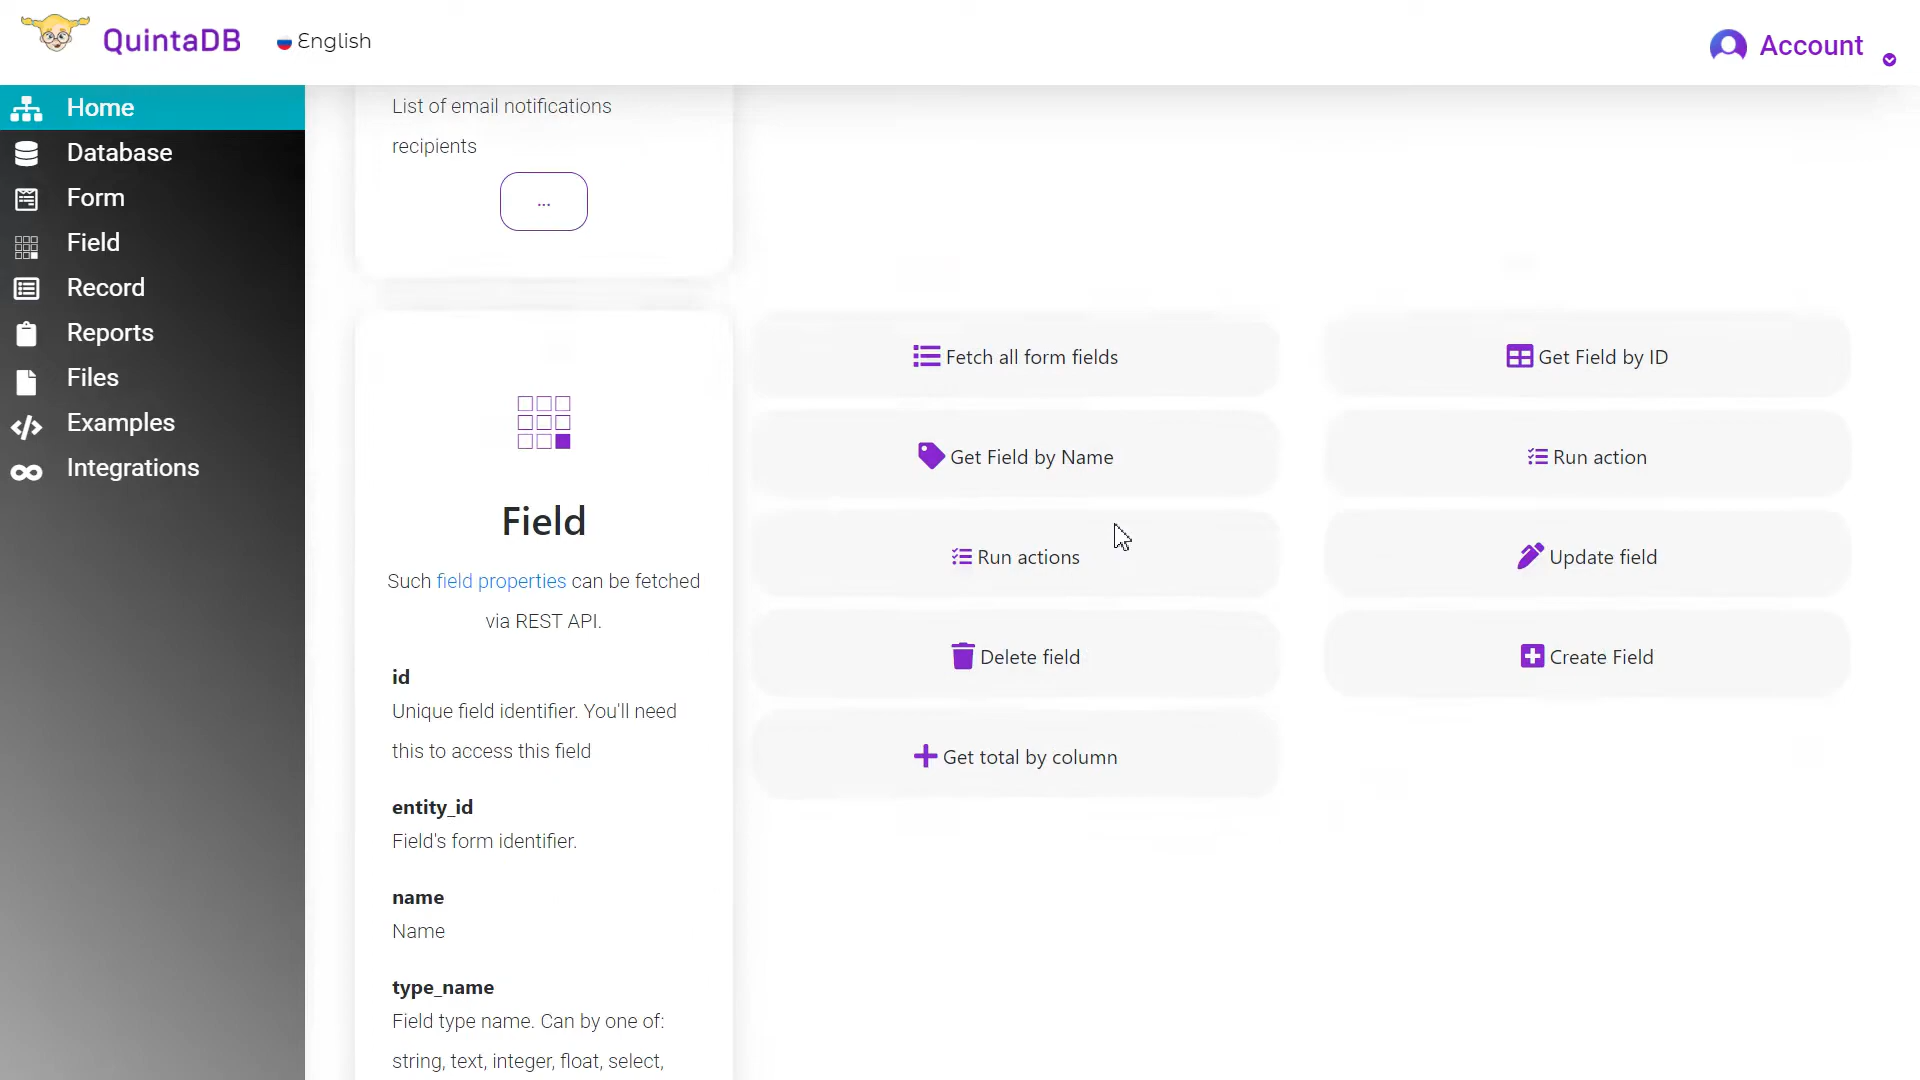 QuintaDB
English
Account
Home
Database
Form
Field
Record
Reports
Files
Examples
Integrations
List of email notifications
recipients
...
Field
Such field properties can be fetched
via REST API.
id
Unique field identifier. You'll need
this to access this field
entity_id
Field's form identifier.
name
Name
type_name
Field type name. Can by one of:
string, text, integer, float, select,
Fetch all form fields
Get Field by ID
Get Field by Name
Run action
Run actions
Update field
Delete field
Create Field
Get total by column